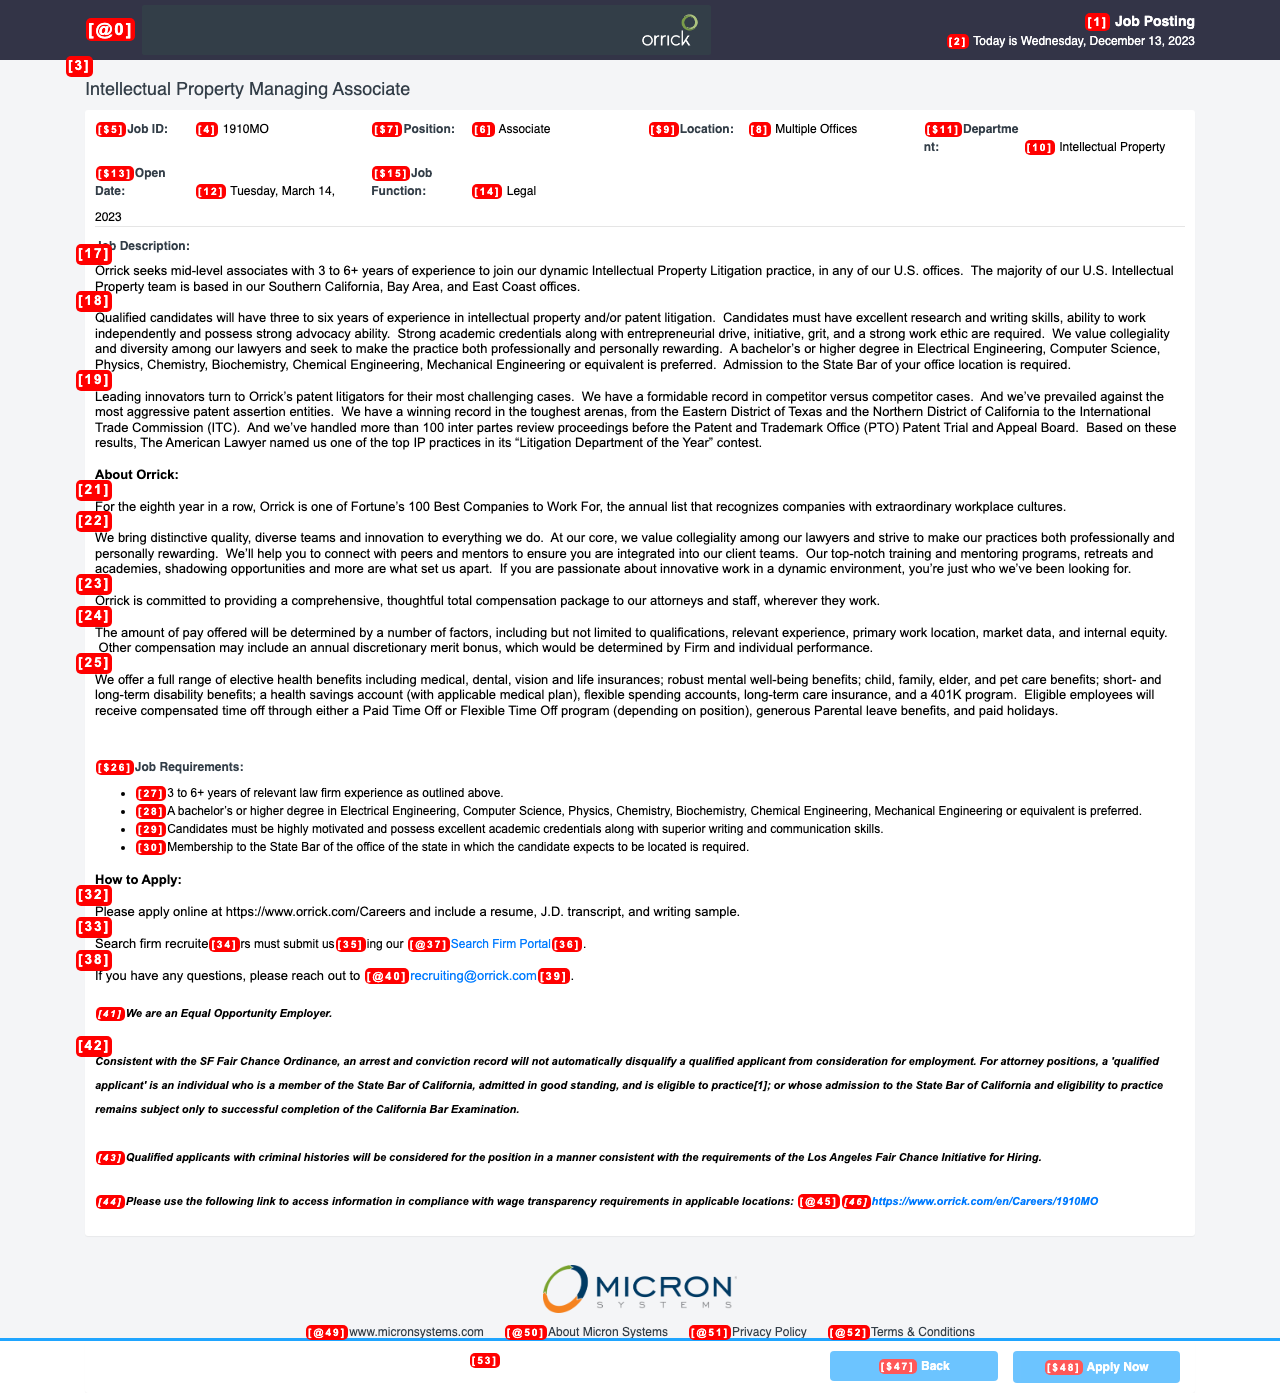 [@0] orrick [1] Job Posting
[2] Today is Wednesday, December 13, 2023
[3]
Intellectual Property Managing Associate
[$5] Job ID: [4] 1910MO [$7] Position: [6] Associate [$9] Location: [8] Multiple Offices [$11] Departme
nt: [10] Intellectual Property
[$13] Open [$15] Job
Date: [12] Tuesday, March 14, Function: [14] Legal
2023
Job Description:
[17]
Orrick seeks mid-level associates with 3 to 6+ years of experience to join our dynamic Intellectual Property Litigation practice, in any of our U.S. offices.  The majority of our U.S. Intellectual
Property team is based in our Southern California, Bay Area, and East Coast offices.
[18]
Qualified candidates will have three to six years of experience in intellectual property and/or patent litigation.  Candidates must have excellent research and writing skills, ability to work
independently and possess strong advocacy ability.  Strong academic credentials along with entrepreneurial drive, initiative, grit, and a strong work ethic are required.  We value collegiality
and diversity among our lawyers and seek to make the practice both professionally and personally rewarding.  A bachelor’s or higher degree in Electrical Engineering, Computer Science,
Physics, Chemistry, Biochemistry, Chemical Engineering, Mechanical Engineering or equivalent is preferred.  Admission to the State Bar of your office location is required.
[19]
Leading innovators turn to Orrick’s patent litigators for their most challenging cases.  We have a formidable record in competitor versus competitor cases.  And we’ve prevailed against the
most aggressive patent assertion entities.  We have a winning record in the toughest arenas, from the Eastern District of Texas and the Northern District of California to the International
Trade Commission (ITC).  And we’ve handled more than 100 inter partes review proceedings before the Patent and Trademark Office (PTO) Patent Trial and Appeal Board.  Based on these
results, The American Lawyer named us one of the top IP practices in its “Litigation Department of the Year” contest.
About Orrick:
[21]
For the eighth year in a row, Orrick is one of Fortune’s 100 Best Companies to Work For, the annual list that recognizes companies with extraordinary workplace cultures.
[22]
We bring distinctive quality, diverse teams and innovation to everything we do.  At our core, we value collegiality among our lawyers and strive to make our practices both professionally and
personally rewarding.  We’ll help you to connect with peers and mentors to ensure you are integrated into our client teams.  Our top-notch training and mentoring programs, retreats and
academies, shadowing opportunities and more are what set us apart.  If you are passionate about innovative work in a dynamic environment, you’re just who we’ve been looking for.
[23]
Orrick is committed to providing a comprehensive, thoughtful total compensation package to our attorneys and staff, wherever they work.
[24]
The amount of pay offered will be determined by a number of factors, including but not limited to qualifications, relevant experience, primary work location, market data, and internal equity.
Other compensation may include an annual discretionary merit bonus, which would be determined by Firm and individual performance.
[25]
We offer a full range of elective health benefits including medical, dental, vision and life insurances; robust mental well-being benefits; child, family, elder, and pet care benefits; short- and
long-term disability benefits; a health savings account (with applicable medical plan), flexible spending accounts, long-term care insurance, and a 401K program.  Eligible employees will
receive compensated time off through either a Paid Time Off or Flexible Time Off program (depending on position), generous Parental leave benefits, and paid holidays.
[$26] Job Requirements:
• [27] 3 to 6+ years of relevant law firm experience as outlined above.
• [28] A bachelor’s or higher degree in Electrical Engineering, Computer Science, Physics, Chemistry, Biochemistry, Chemical Engineering, Mechanical Engineering or equivalent is preferred.
• [29] Candidates must be highly motivated and possess excellent academic credentials along with superior writing and communication skills.
• [30] Membership to the State Bar of the office of the state in which the candidate expects to be located is required.
How to Apply:
[32]
Please apply online at https://www.orrick.com/Careers and include a resume, J.D. transcript, and writing sample.
[33]
Search firm recruite[34]rs must submit us[35]ing our [@37]Search Firm Portal[36].
[38]
If you have any questions, please reach out to [@40]recruiting@orrick.com[39].
[41] We are an Equal Opportunity Employer.
[42]
Consistent with the SF Fair Chance Ordinance, an arrest and conviction record will not automatically disqualify a qualified applicant from consideration for employment. For attorney positions, a 'qualified
applicant' is an individual who is a member of the State Bar of California, admitted in good standing, and is eligible to practice[1]; or whose admission to the State Bar of California and eligibility to practice
remains subject only to successful completion of the California Bar Examination.
[43] Qualified applicants with criminal histories will be considered for the position in a manner consistent with the requirements of the Los Angeles Fair Chance Initiative for Hiring.
[44] Please use the following link to access information in compliance with wage transparency requirements in applicable locations: [@45] [46] https://www.orrick.com/en/Careers/1910MO
MICRON
SYSTEMS
[@49] www.micronsystems.com [@50] About Micron Systems [@51] Privacy Policy [@52] Terms & Conditions
[53] [$47] Back [$48] Apply Now